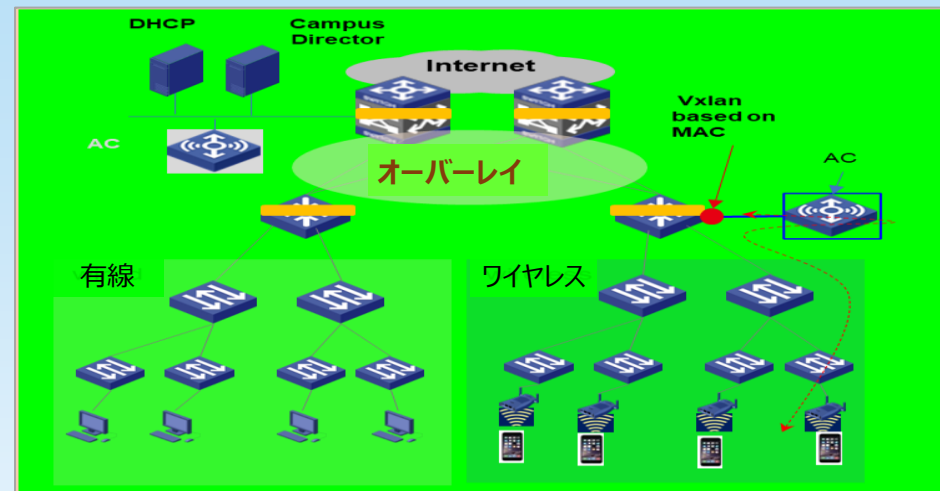 DHCP
Campus
Director
Internet
Vxlan
based on
MAC
AC
AC
オーバーレイ
有線
ワイヤレス